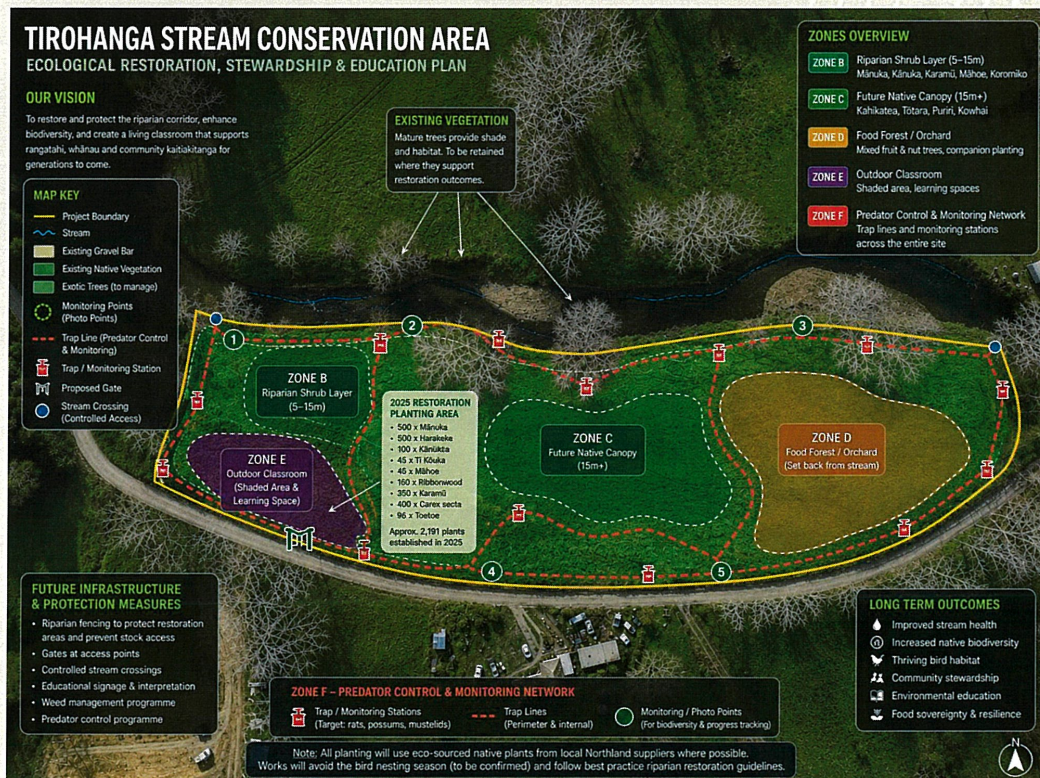 TIROHANGA STREAM CONSERVATION AREA
ECOLOGICAL RESTORATION, STEWARDSHIP & EDUCATION PLAN
OUR VISION
To restore and protect the riparian corridor, enhance
biodiversity, and create a living classroom that supports
rangatahi, whānau and community kaitiakitanga for
generations to come.
MAP KEY
Project Boundary
Stream
Existing Gravel Bar
Existing Native Vegetation
Exotic Trees (to manage)
Monitoring Points
(Photo Points)
Trap Line (Predator Control
& Monitoring)
Trap / Monitoring Station
Proposed Gate
Stream Crossing
(Controlled Access)
EXISTING VEGETATION
Mature trees provide shade
and habitat. To be retained
where they support
restoration outcomes.
ZONES OVERVIEW
ZONE B
Riparian Shrub Layer (5–15m)
Mānuka, Kānuka, Karamū, Māhoe, Koromiko
ZONE C
Future Native Canopy (15m+)
Kahikatea, Tōtara, Puriri, Kowhai
ZONE D
Food Forest / Orchard
Mixed fruit & nut trees, companion planting
ZONE E
Outdoor Classroom
Shaded area, learning spaces
ZONE F
Predator Control & Monitoring Network
Trap lines and monitoring stations
across the entire site
1
2
3
ZONE B
Riparian Shrub Layer
(5–15m)
ZONE E
Outdoor Classroom
(Shaded Area &
Learning Space)
2025 RESTORATION
PLANTING AREA
• 500 x Mānuka
• 500 x Harakeke
• 100 x Kānukta
• 45 x Tī Kōuka
• 45 x Māhoe
• 160 x Ribbonwood
• 350 x Karamū
• 400 x Carex secta
• 96 x Toetoe
Approx. 2,191 plants
established in 2025
ZONE C
Future Native Canopy
(15m+)
ZONE D
Food Forest / Orchard
(Set back from stream)
4
5
FUTURE INFRASTRUCTURE
& PROTECTION MEASURES
• Riparian fencing to protect restoration
areas and prevent stock access
• Gates at access points
• Controlled stream crossings
• Educational signage & interpretation
• Weed management programme
• Predator control programme
ZONE F – PREDATOR CONTROL & MONITORING NETWORK
Trap / Monitoring Stations
(Target: rats, possums, mustelids)
Trap Lines
(Perimeter & internal)
Monitoring / Photo Points
(For biodiversity & progress tracking)
Note: All planting will use eco-sourced native plants from local Northland suppliers where possible.
Works will avoid the bird nesting season (to be confirmed) and follow best practice riparian restoration guidelines.
LONG TERM OUTCOMES
Improved stream health
Increased native biodiversity
Thriving bird habitat
Community stewardship
Environmental education
Food sovereignty & resilience
N